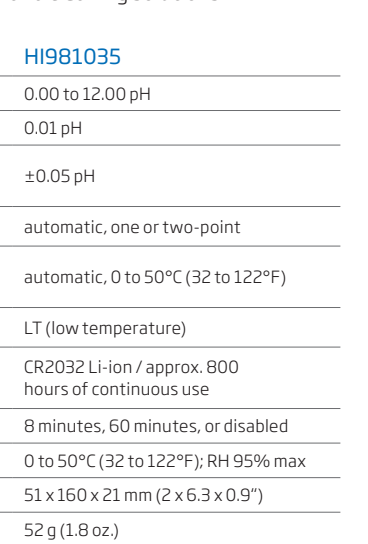 HI981035
0.00 to 12.00 pH
0.01 pH
±0.05 pH
automatic, one or two-point
automatic, 0 to 50°C (32 to 122°F)
LT (low temperature)
CR2032 Li-ion / approx. 800
hours of continuous use
8 minutes, 60 minutes, or disabled
0 to 50°C (32 to 122°F); RH 95% max
51 x 160 x 21 mm (2 x 6.3 x 0.9“)
52 g (1.8 oz.)